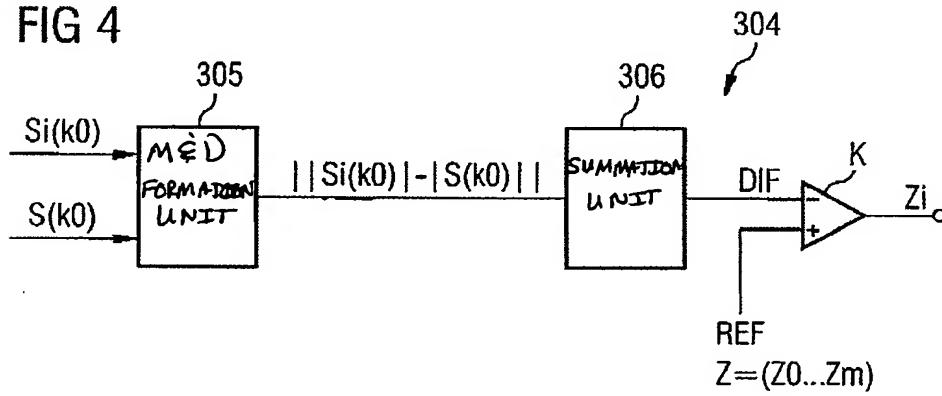 FIG 4
304
305
306
Si(k0)
M&D
FORMATION
UNIT
S(k0)
||Si(k0)|-|S(k0)||
SUMMATION
UNIT
DIF
K
-
+
Zi
REF
Z=(Z0...Zm)